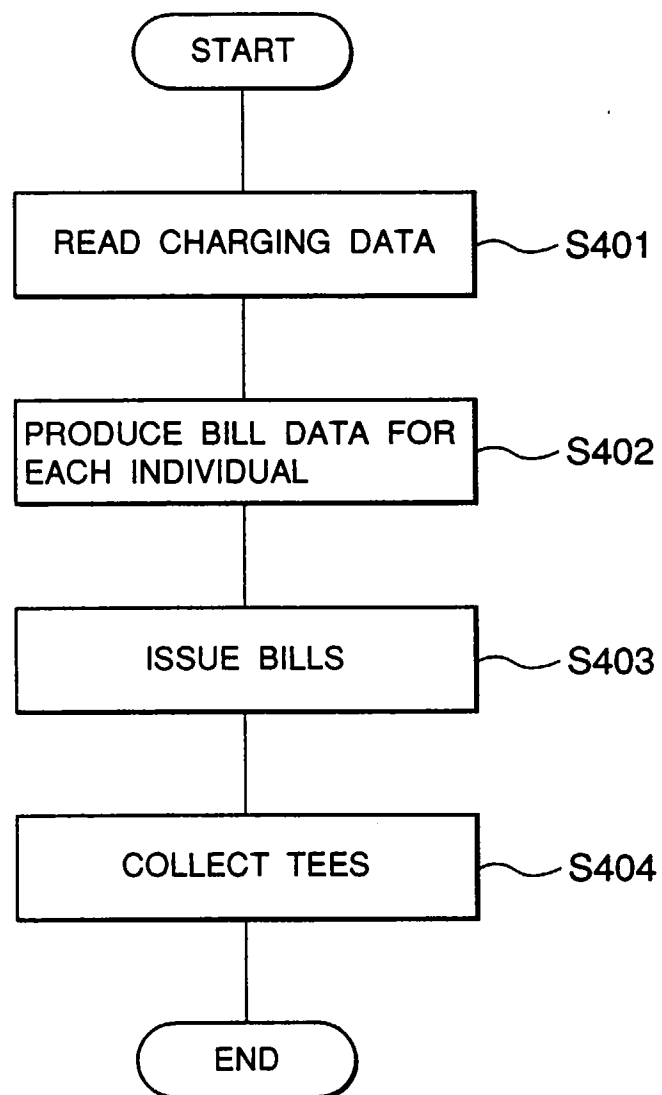 START
READ CHARGING DATA
S401
PRODUCE BILL DATA FOR
EACH INDIVIDUAL
S402
ISSUE BILLS
S403
COLLECT TEES
S404
END